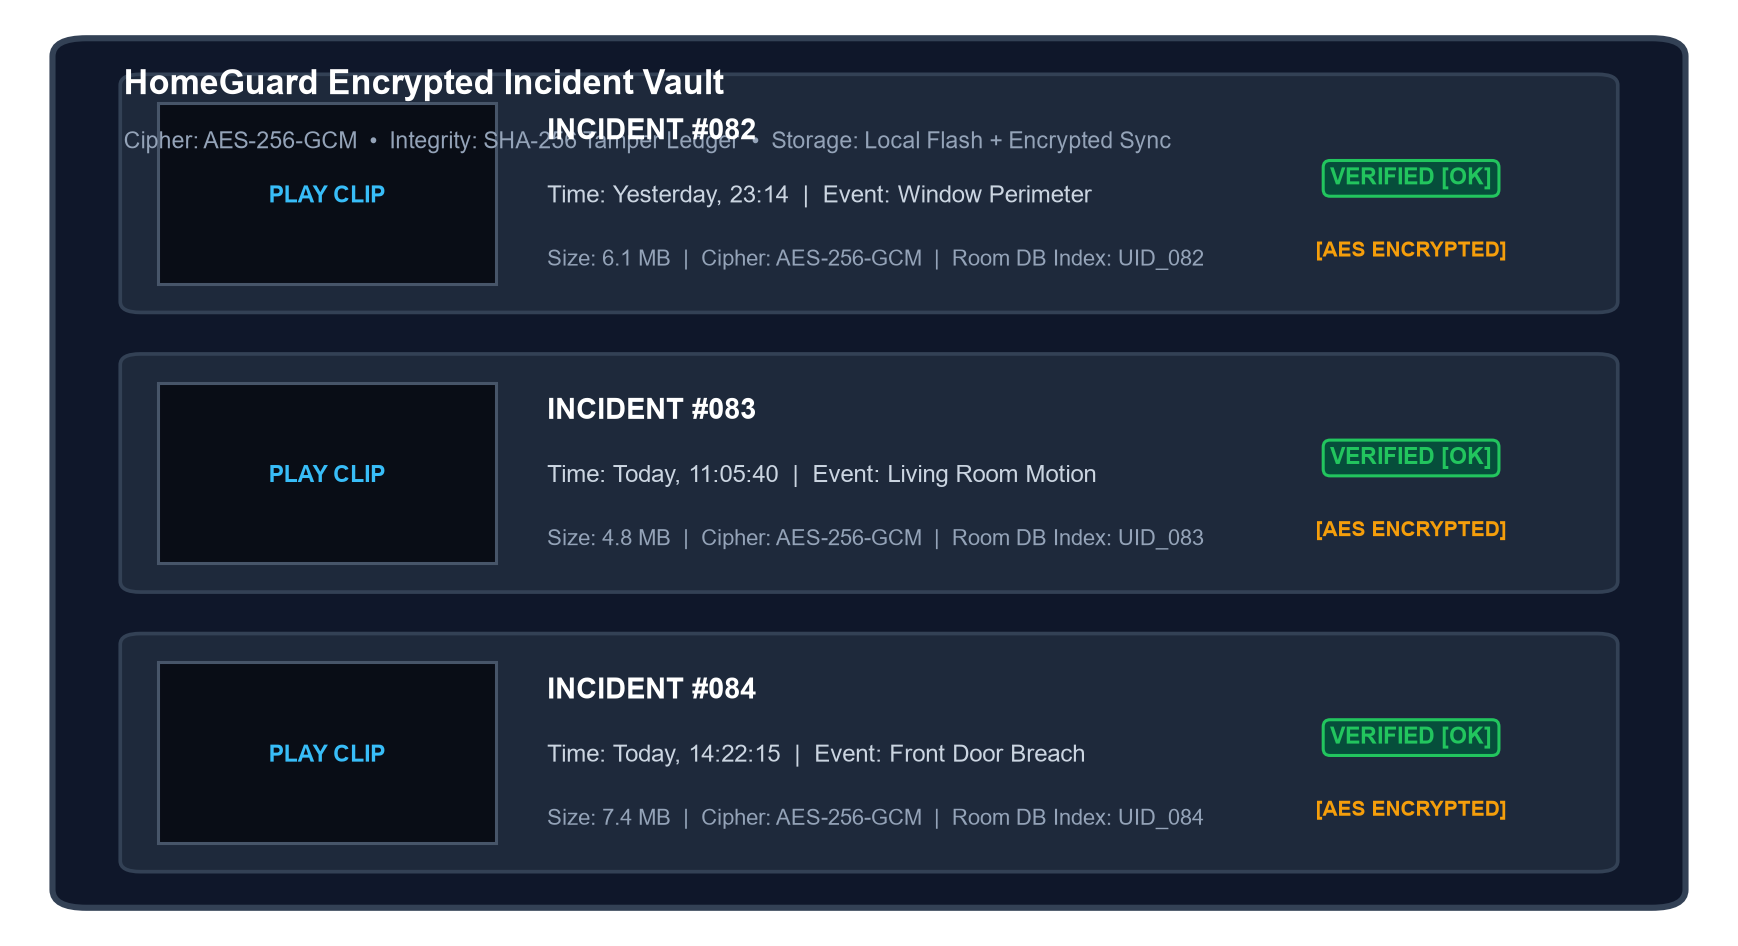 HomeGuard Encrypted Incident Vault
Cipher: AES-256-GCM • Integrity: SHA-256 Tamper Ledger • Storage: Local Flash + Encrypted Sync
INCIDENT #082
PLAY CLIP
Time: Yesterday, 23:14 | Event: Window Perimeter
Size: 6.1 MB | Cipher: AES-256-GCM | Room DB Index: UID_082
VERIFIED [OK]
[AES ENCRYPTED]
INCIDENT #083
PLAY CLIP
Time: Today, 11:05:40 | Event: Living Room Motion
Size: 4.8 MB | Cipher: AES-256-GCM | Room DB Index: UID_083
VERIFIED [OK]
[AES ENCRYPTED]
INCIDENT #084
PLAY CLIP
Time: Today, 14:22:15 | Event: Front Door Breach
Size: 7.4 MB | Cipher: AES-256-GCM | Room DB Index: UID_084
VERIFIED [OK]
[AES ENCRYPTED]